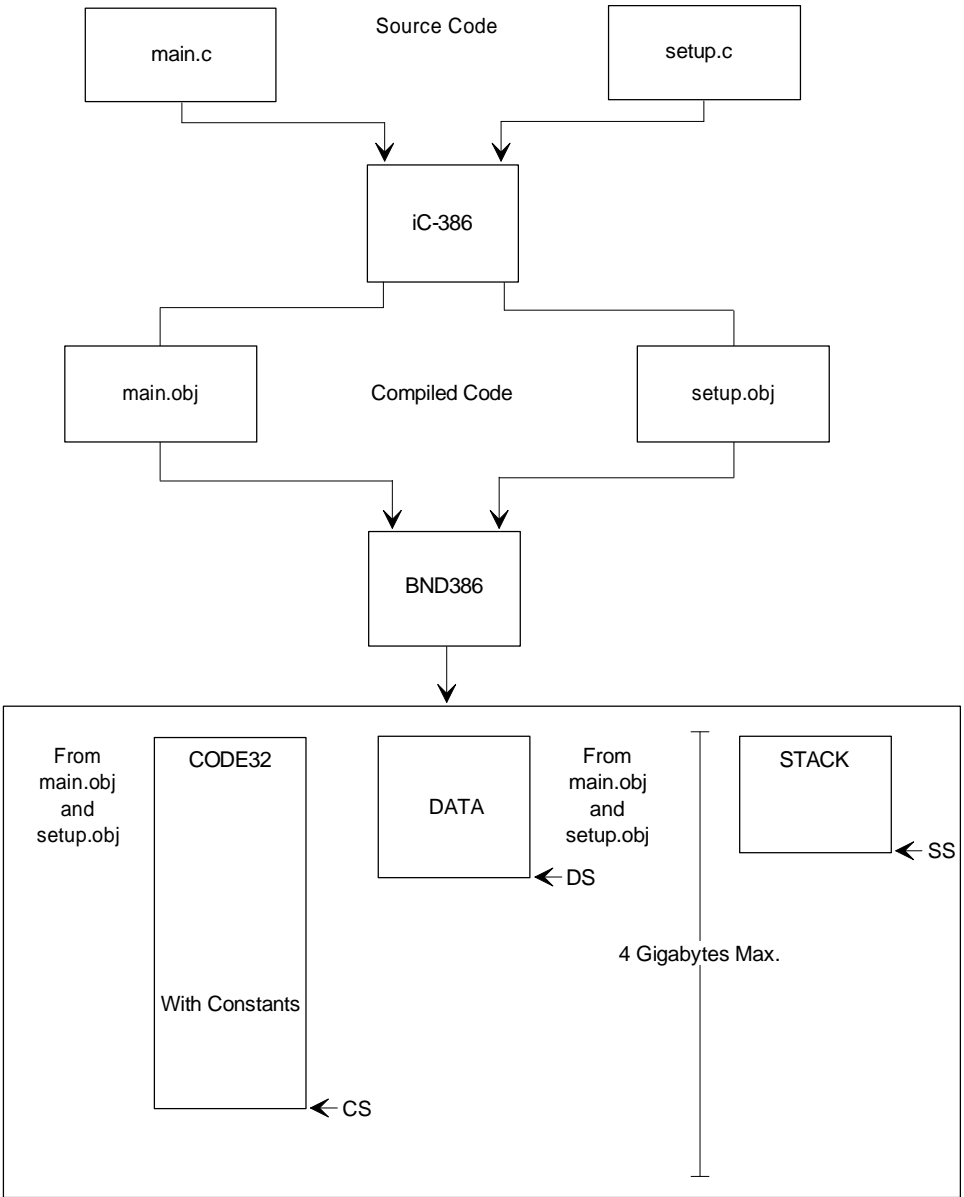 Source Code
main.c
setup.c
iC-386
main.obj
Compiled Code
setup.obj
BND386
From
main.obj
and
setup.obj
CODE32
With Constants
CS
DATA
DS
From
main.obj
and
setup.obj
4 Gigabytes Max.
STACK
SS